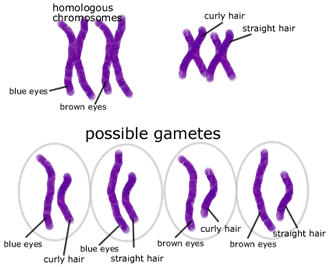 homologous
chromosomes
curly hair
straight hair
blue eyes
brown eyes
possible gametes
blue eyes
curly hair
blue eyes
straight hair
brown eyes
curly hair
brown eyes
straight hair